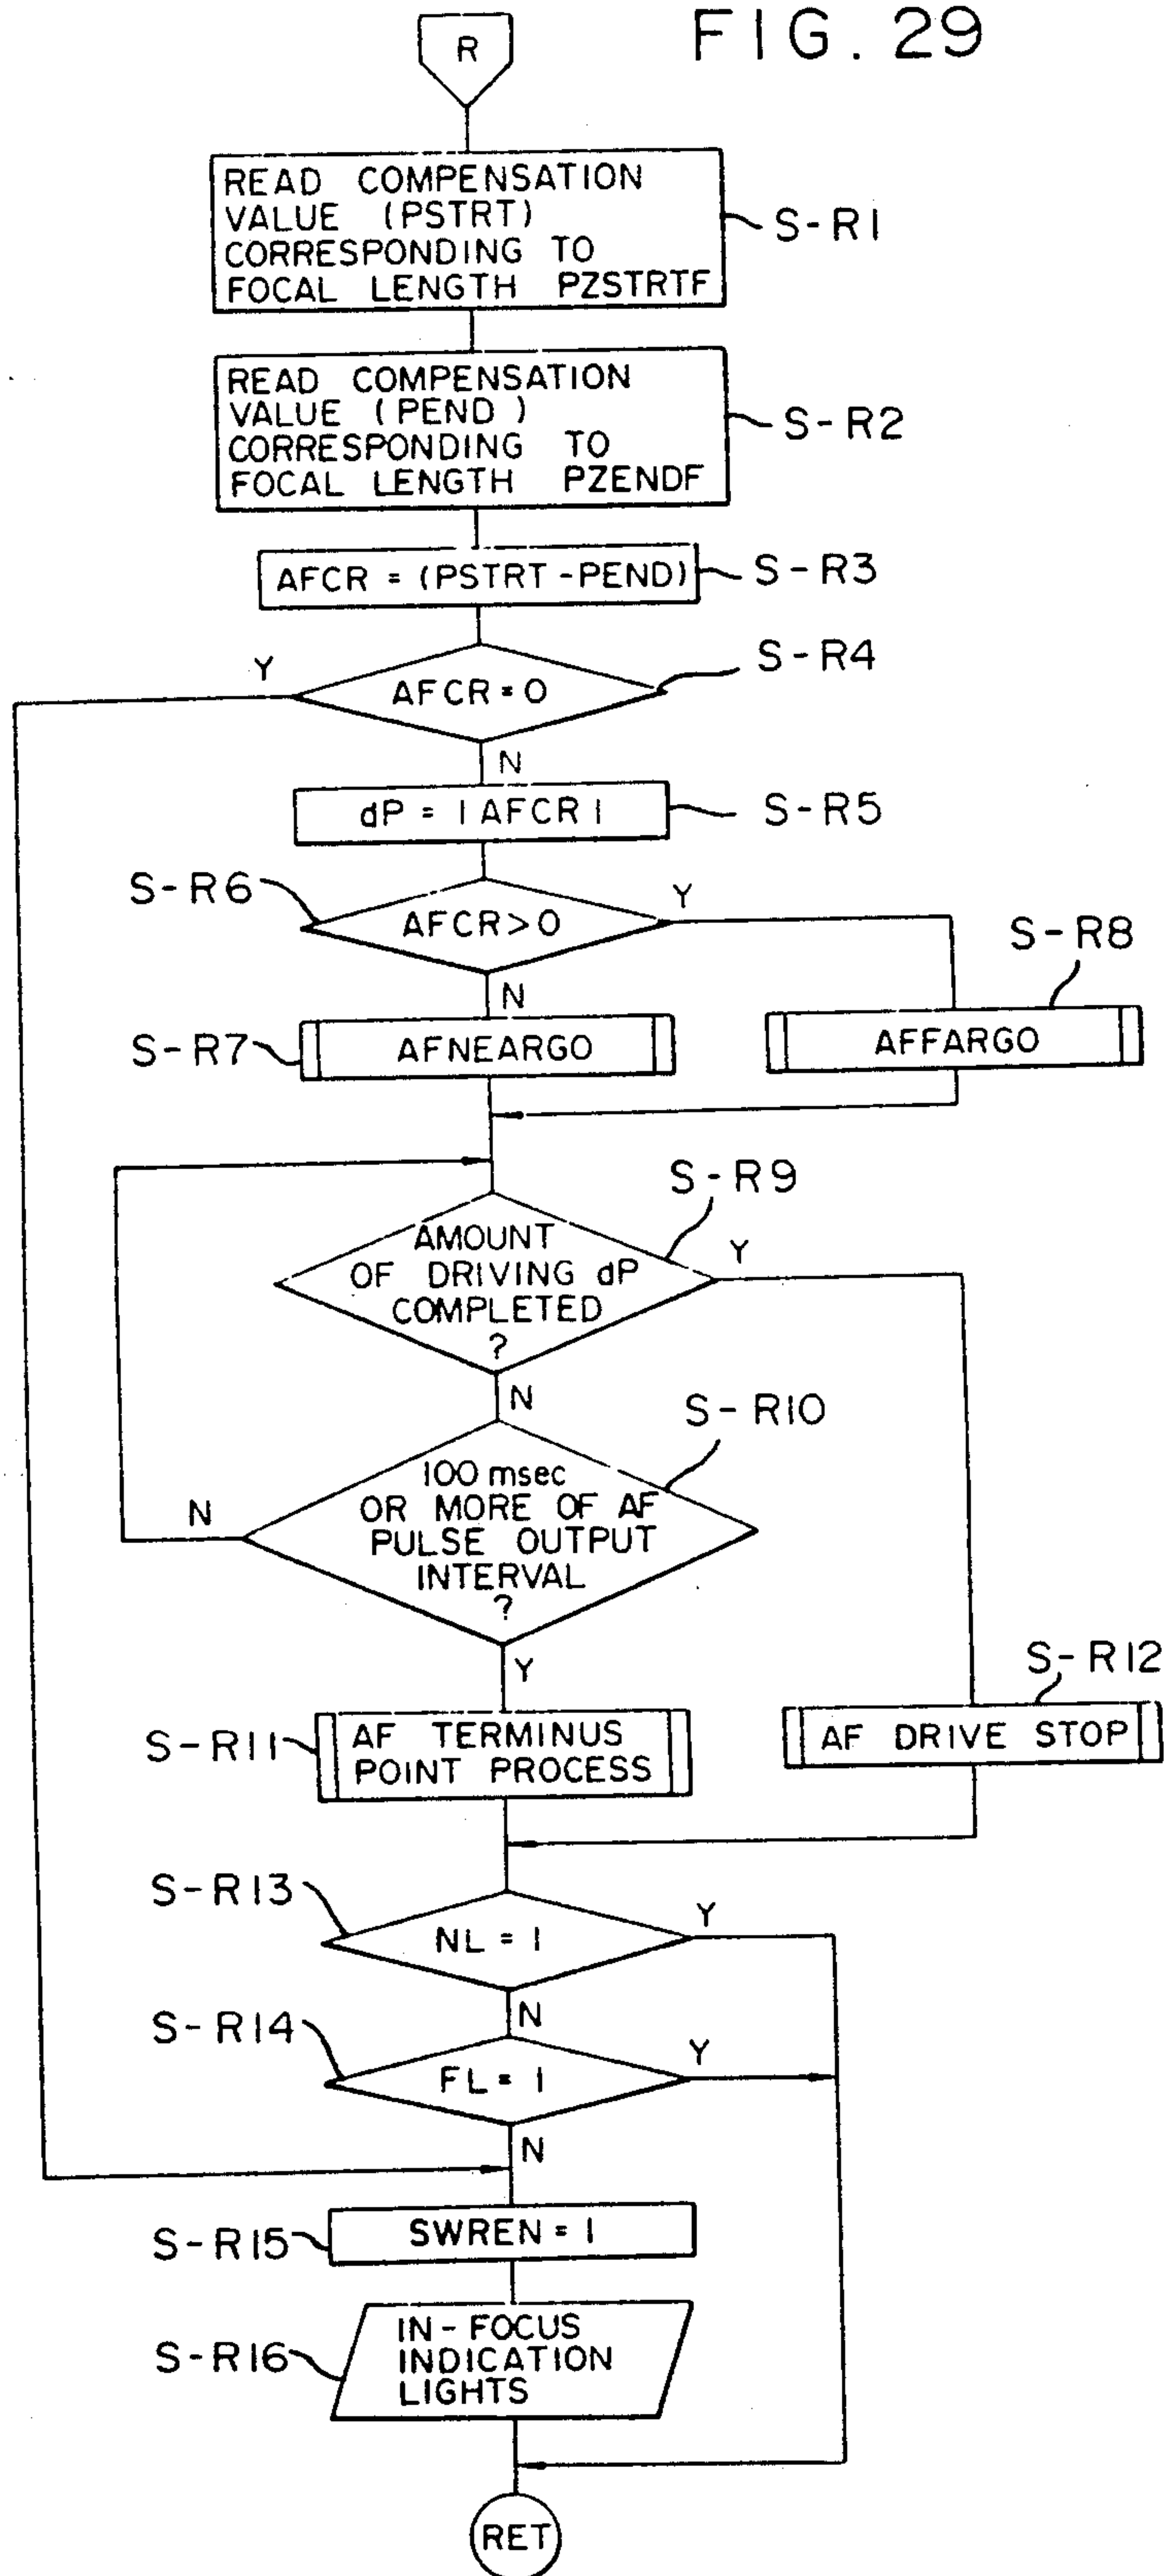 FIG. 29
R
READ COMPENSATION
VALUE (PSTRT)
CORRESPONDING TO
FOCAL LENGTH PZSTRTF
S-R1
READ COMPENSATION
VALUE (PEND)
CORRESPONDING TO
FOCAL LENGTH PZENDF
S-R2
AFCR = (PSTRT-PEND)
S-R3
Y
AFCR = 0
S-R4
N
dP = |AFCR|
S-R5
S-R6
AFCR>0
Y
N
S-R7
AFNEARGO
S-R8
AFFARGO
S-R9
AMOUNT
OF DRIVING dP
COMPLETED
?
Y
N
S-R10
100 msec
OR MORE OF AF
PULSE OUTPUT
INTERVAL
?
N
Y
S-R11
AF TERMINUS
POINT PROCESS
S-R12
AF DRIVE STOP
S-R13
NL = 1
Y
N
S-R14
FL = 1
Y
N
S-R15
SWREN = 1
S-R16
IN-FOCUS
INDICATION
LIGHTS
RET